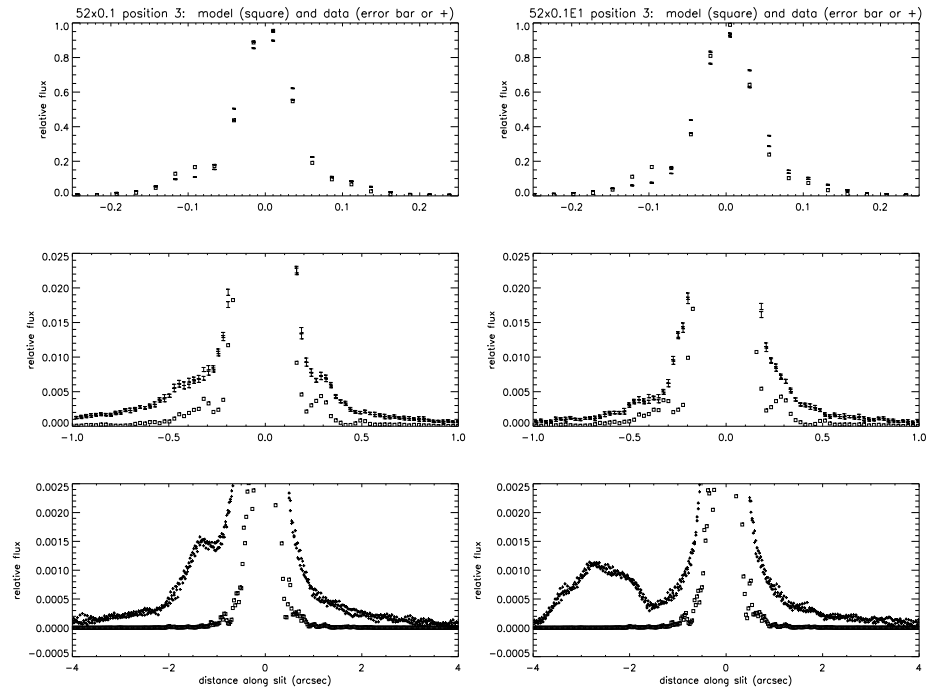 52x0.1 position 3: model (square) and data (error bar or +)
52x0.1E1 position 3: model (square) and data (error bar or +)
relative flux
1.0
0.8
0.6
0.4
0.2
0.0
−0.2 −0.1 0.0 0.1 0.2
relative flux
1.0
0.8
0.6
0.4
0.2
0.0
−0.2 −0.1 0.0 0.1 0.2
relative flux
0.025
0.020
0.015
0.010
0.005
0.000
−1.0 −0.5 0.0 0.5 1.0
relative flux
0.025
0.020
0.015
0.010
0.005
0.000
−1.0 −0.5 0.0 0.5 1.0
relative flux
0.0025
0.0020
0.0015
0.0010
0.0005
0.0000
−0.0005
−4 −2 0 2 4
distance along slit (arcsec)
relative flux
0.0025
0.0020
0.0015
0.0010
0.0005
0.0000
−0.0005
−4 −2 0 2 4
distance along slit (arcsec)